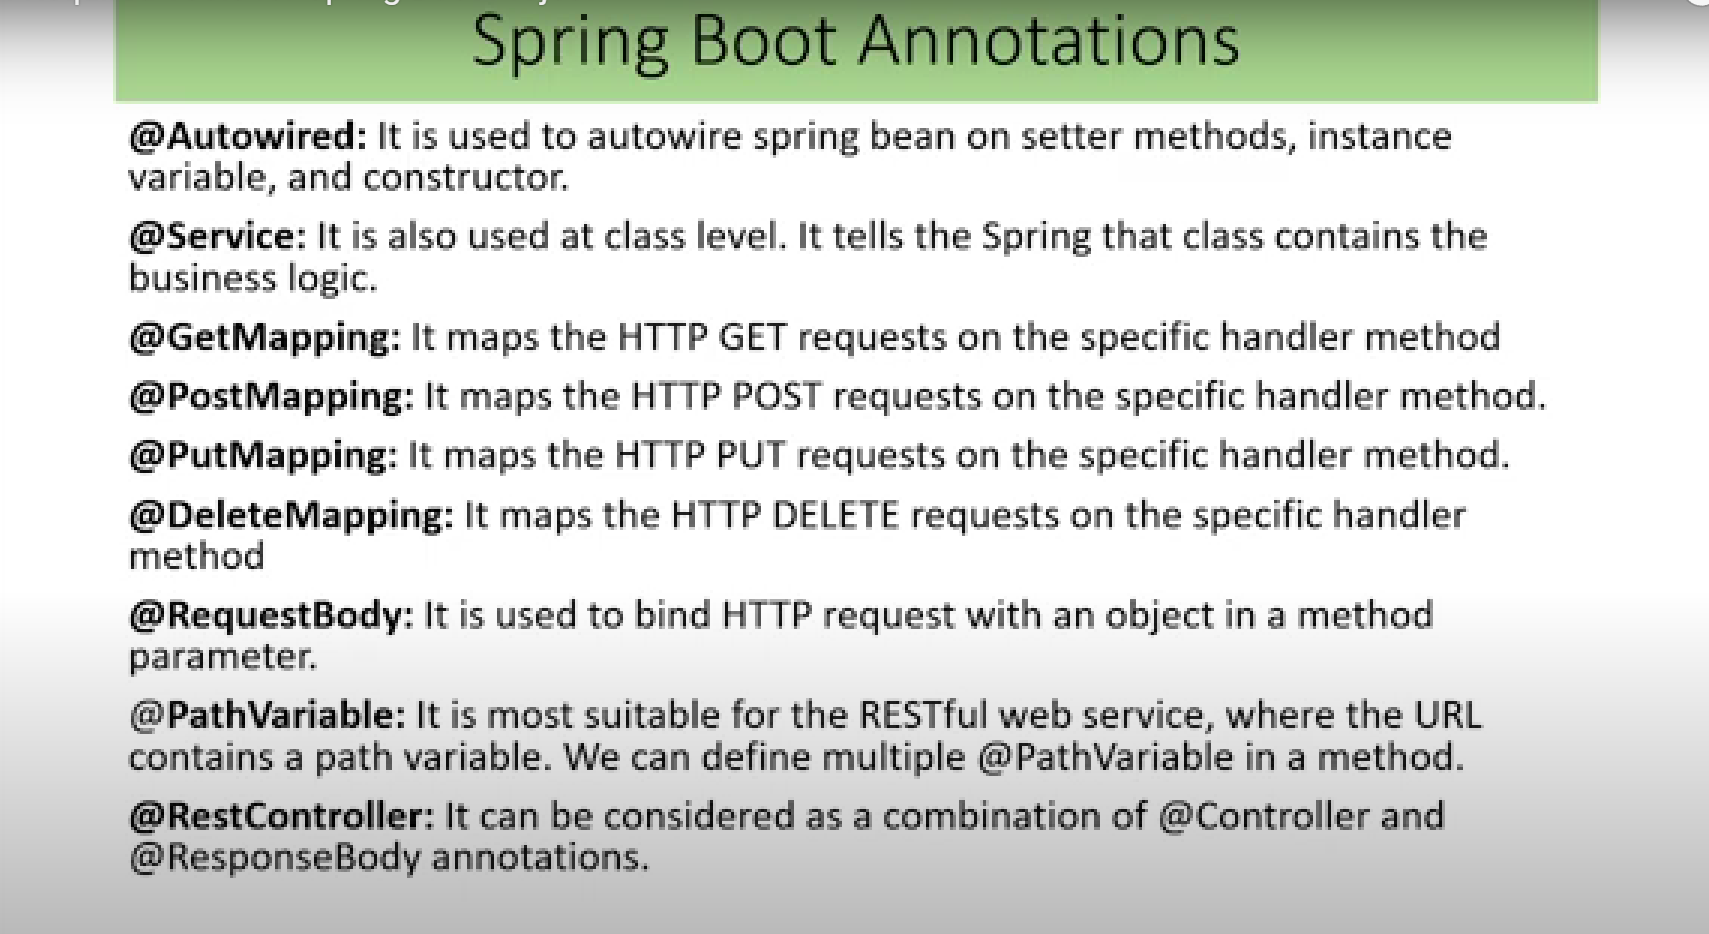 Spring Boot Annotations
@Autowired: It is used to autowire spring bean on setter methods, instance
variable, and constructor.
@Service: It is also used at class level. It tells the Spring that class contains the
business logic.
@GetMapping: It maps the HTTP GET requests on the specific handler method
@PostMapping: It maps the HTTP POST requests on the specific handler method.
@PutMapping: It maps the HTTP PUT requests on the specific handler method.
@DeleteMapping: It maps the HTTP DELETE requests on the specific handler
method
@RequestBody: It is used to bind HTTP request with an object in a method
parameter.
@PathVariable: It is most suitable for the RESTful web service, where the URL
contains a path variable. We can define multiple @PathVariable in a method.
@RestController: It can be considered as a combination of @Controller and
@ResponseBody annotations.